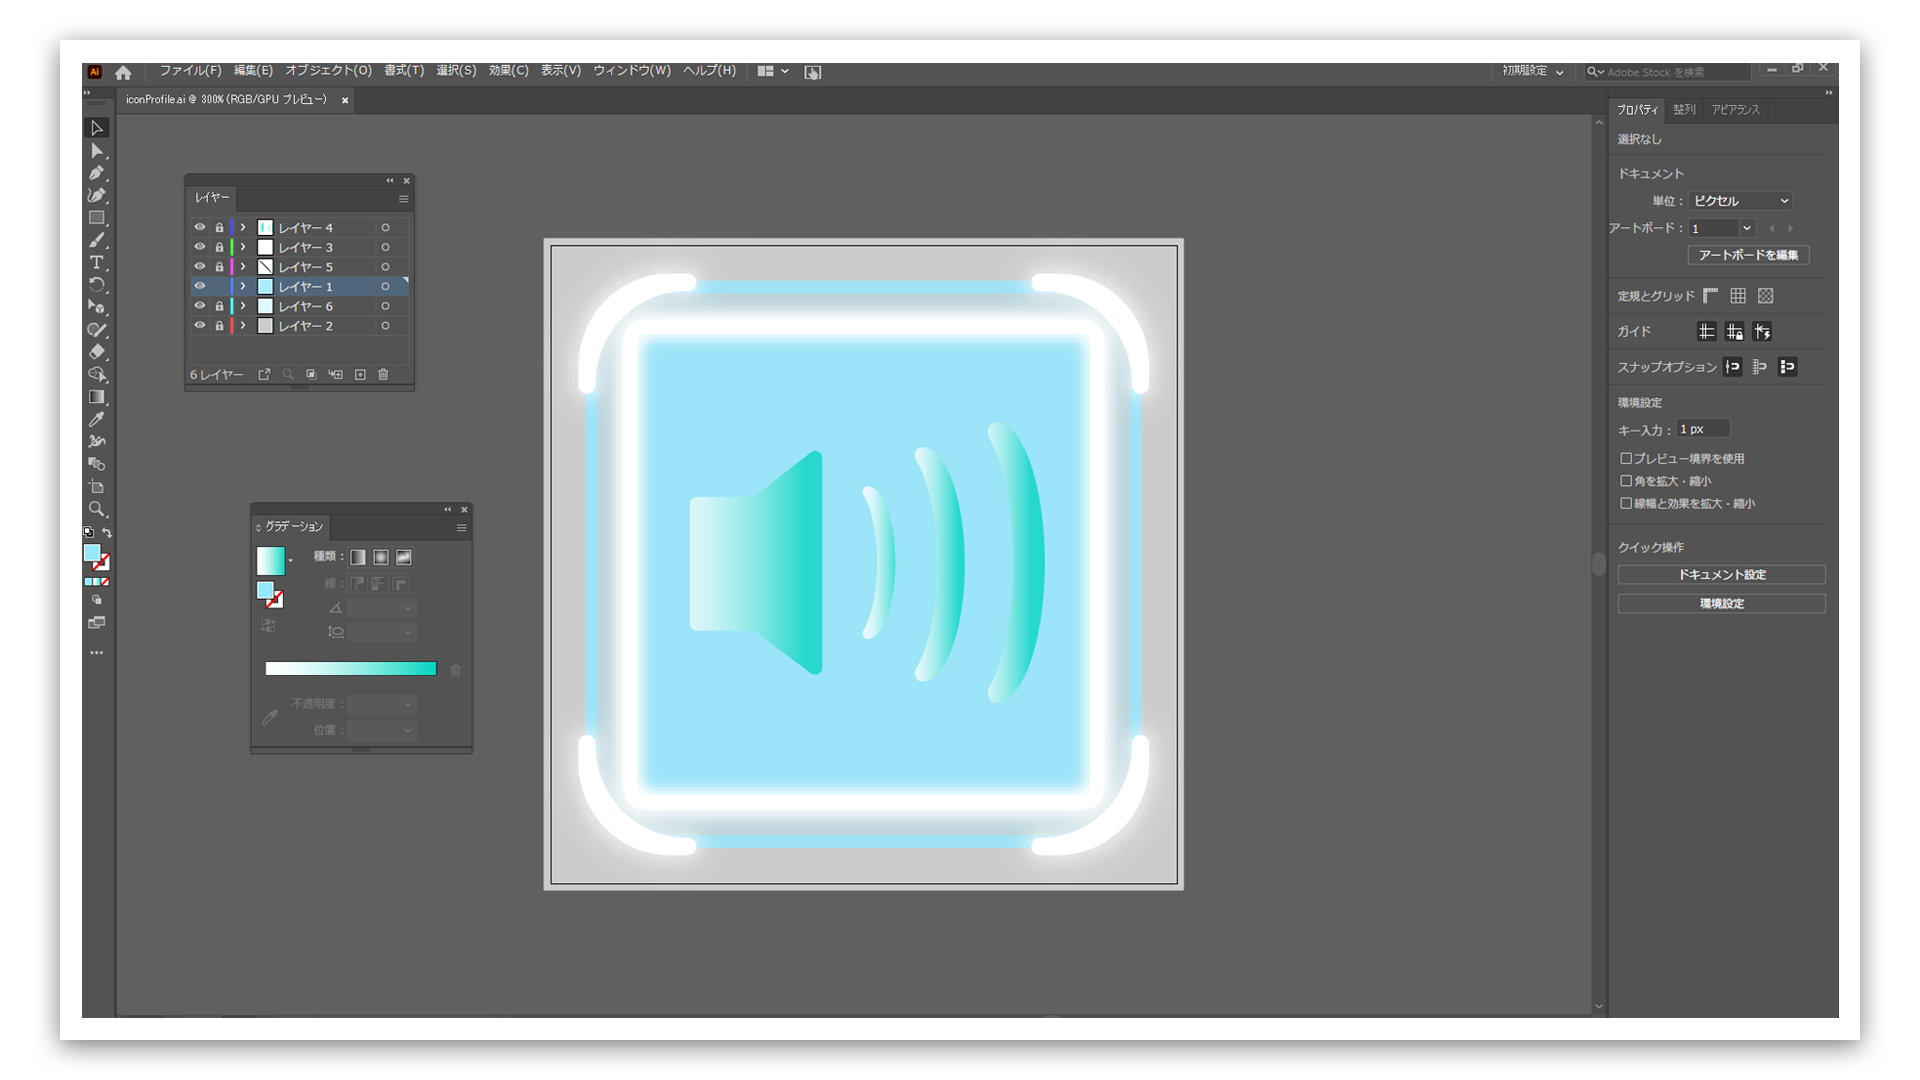 Ai
ファイル(F) 編集(E) オブジェクト(O) 書式(T) 選択(S) 効果(C) 表示(V) ウィンドウ(W) ヘルプ(H)
初期設定
Adobe Stock を検索
iconProfile.ai @ 300% (RGB/GPU プレビュー)
レイヤー
レイヤー 4
レイヤー 3
レイヤー 5
レイヤー 1
レイヤー 6
レイヤー 2
6 レイヤー
グラデーション
種類：
線：
不透明度：
位置：
プロパティ 整列 アピアランス
選択なし
ドキュメント
単位： ピクセル
アートボード： 1
アートボードを編集
定規とグリッド
ガイド
スナップオプション
環境設定
キー入力： 1 px
プレビュー境界を使用
角を拡大・縮小
線幅と効果を拡大・縮小
クイック操作
ドキュメント設定
環境設定